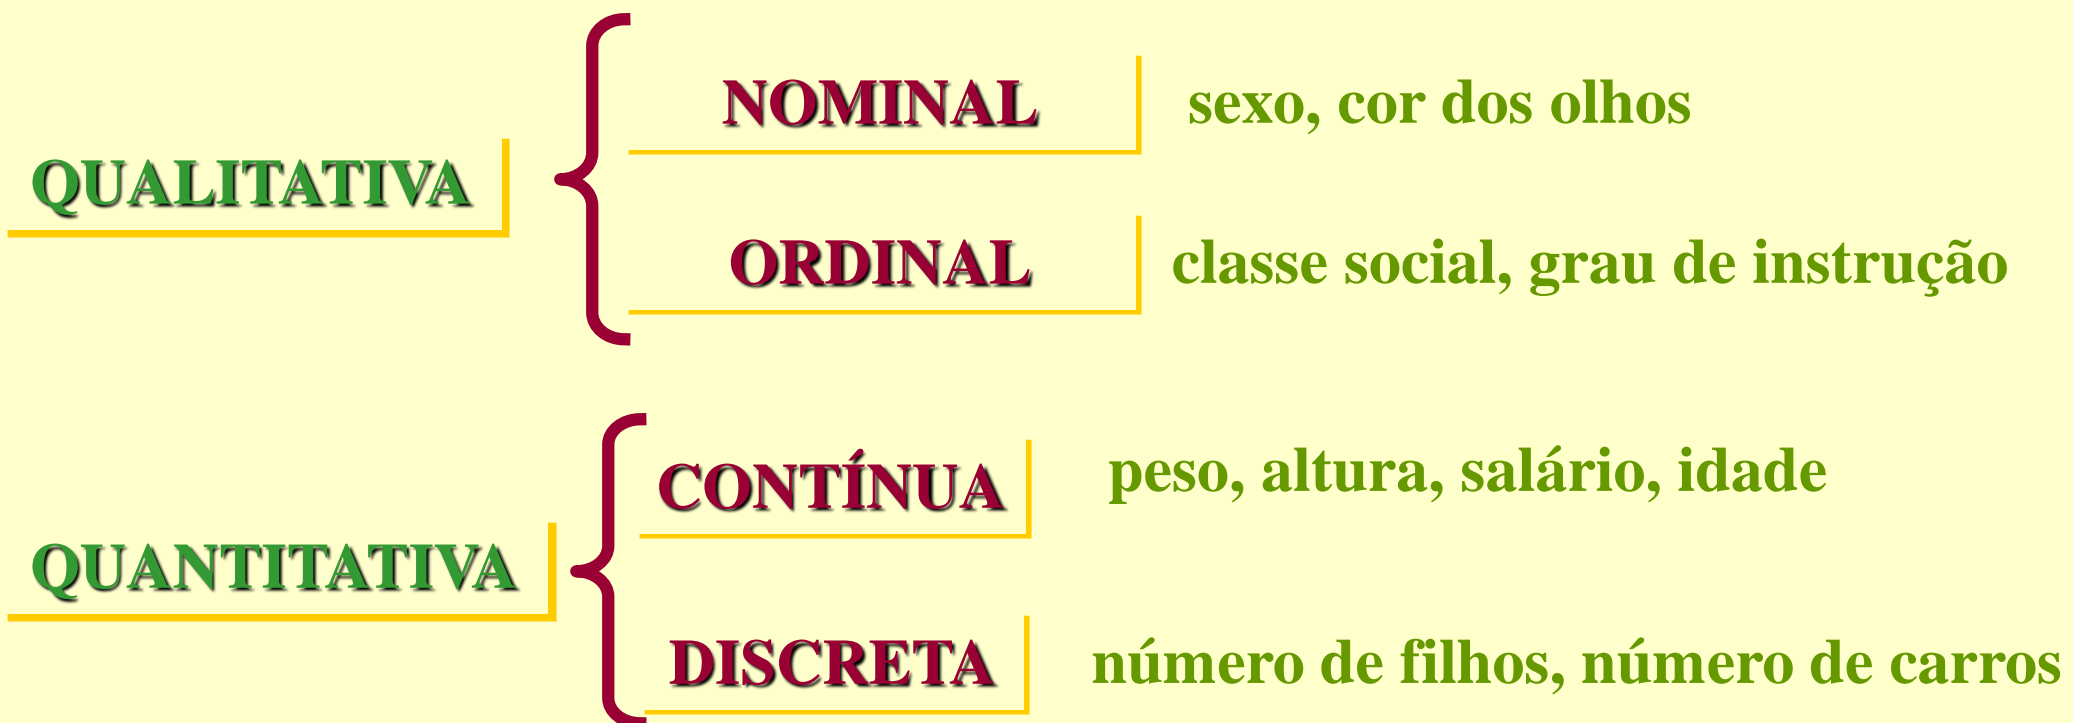 NOMINAL sexo, cor dos olhos
QUALITATIVA
ORDINAL classe social, grau de instrução
CONTÍNUA peso, altura, salário, idade
QUANTITATIVA
DISCRETA número de filhos, número de carros